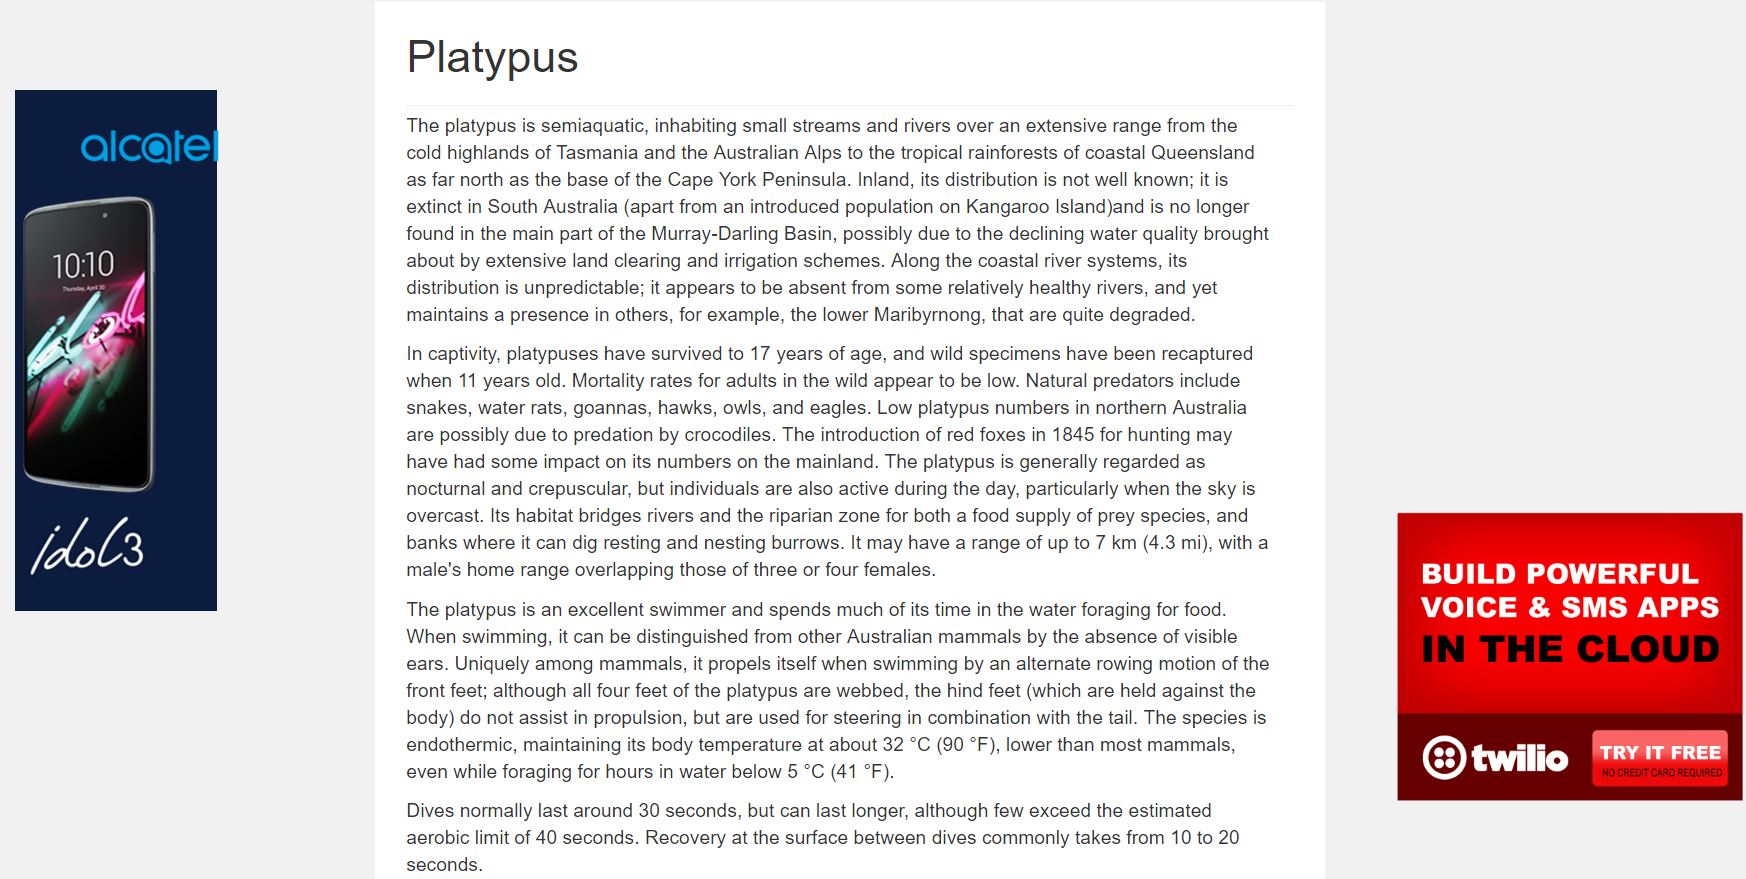 Platypus
The platypus is semiaquatic, inhabiting small streams and rivers over an extensive range from the
cold highlands of Tasmania and the Australian Alps to the tropical rainforests of coastal Queensland
as far north as the base of the Cape York Peninsula. Inland, its distribution is not well known; it is
extinct in South Australia (apart from an introduced population on Kangaroo Island)and is no longer
found in the main part of the Murray-Darling Basin, possibly due to the declining water quality brought
about by extensive land clearing and irrigation schemes. Along the coastal river systems, its
distribution is unpredictable; it appears to be absent from some relatively healthy rivers, and yet
maintains a presence in others, for example, the lower Maribyrnong, that are quite degraded.
In captivity, platypuses have survived to 17 years of age, and wild specimens have been recaptured
when 11 years old. Mortality rates for adults in the wild appear to be low. Natural predators include
snakes, water rats, goannas, hawks, owls, and eagles. Low platypus numbers in northern Australia
are possibly due to predation by crocodiles. The introduction of red foxes in 1845 for hunting may
have had some impact on its numbers on the mainland. The platypus is generally regarded as
nocturnal and crepuscular, but individuals are also active during the day, particularly when the sky is
overcast. Its habitat bridges rivers and the riparian zone for both a food supply of prey species, and
banks where it can dig resting and nesting burrows. It may have a range of up to 7 km (4.3 mi), with a
male's home range overlapping those of three or four females.
The platypus is an excellent swimmer and spends much of its time in the water foraging for food.
When swimming, it can be distinguished from other Australian mammals by the absence of visible
ears. Uniquely among mammals, it propels itself when swimming by an alternate rowing motion of the
front feet; although all four feet of the platypus are webbed, the hind feet (which are held against the
body) do not assist in propulsion, but are used for steering in combination with the tail. The species is
endothermic, maintaining its body temperature at about 32 °C (90 °F), lower than most mammals,
even while foraging for hours in water below 5 °C (41 °F).
Dives normally last around 30 seconds, but can last longer, although few exceed the estimated
aerobic limit of 40 seconds. Recovery at the surface between dives commonly takes from 10 to 20
seconds.
alcatel
10:10
Thursday, April 30
idol3
BUILD POWERFUL
VOICE & SMS APPS
IN THE CLOUD
twilio
TRY IT FREE
NO CREDIT CARD REQUIRED